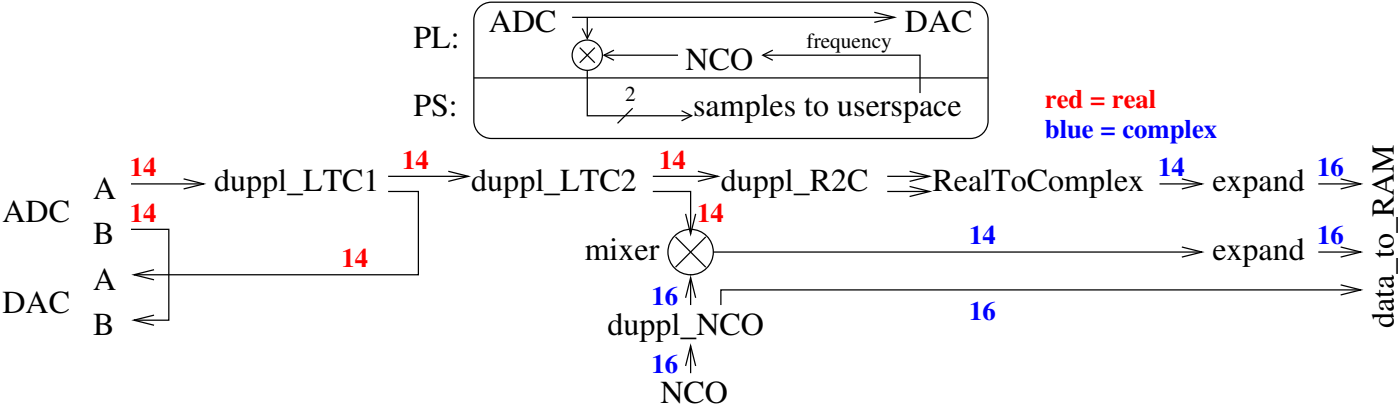 PL: ADC DAC
frequency
× NCO
2
PS: samples to userspace
red = real
blue = complex
14 14 14 14 16
A duppl_LTC1 duppl_LTC2 duppl_R2C RealToComplex expand
ADC 14 14
B mixer 14 expand 16
14
A
DAC 16 16
B duppl_NCO
16
NCO
data_to_RAM